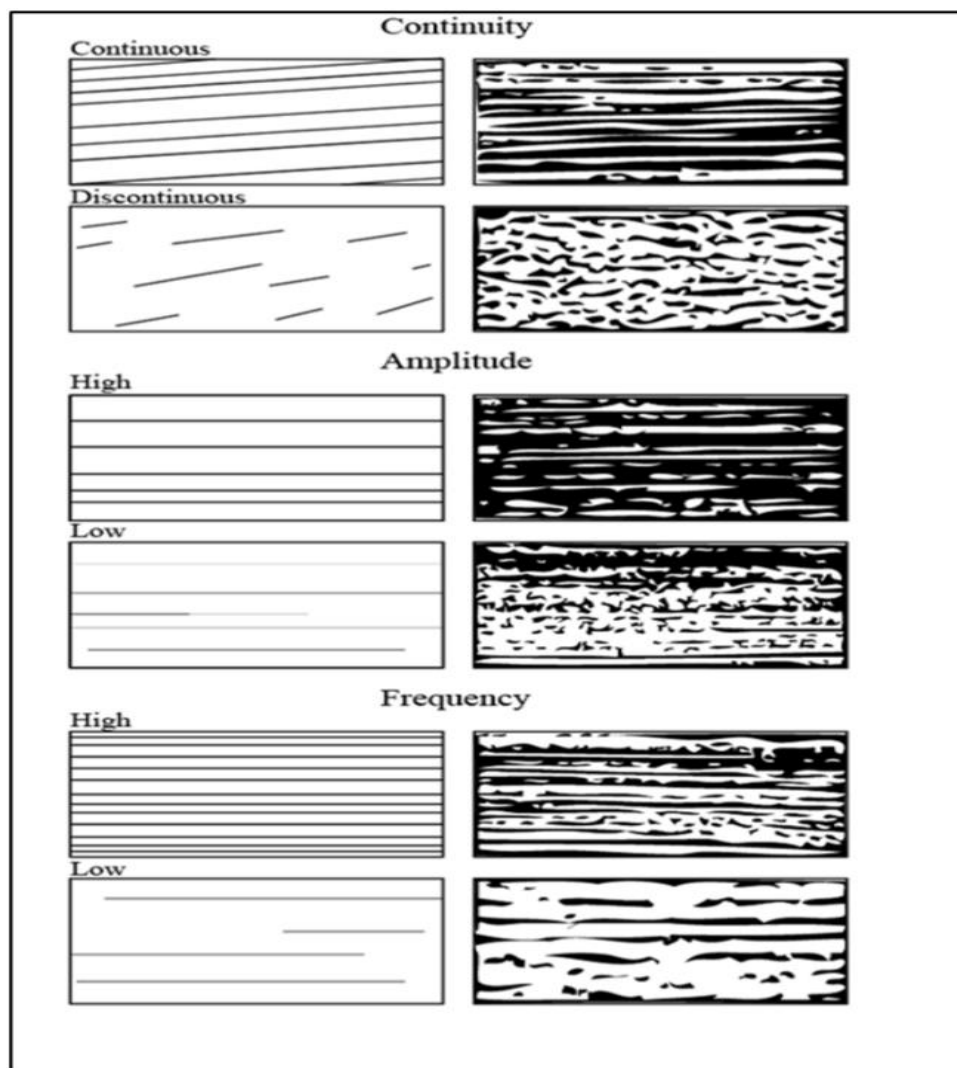 Continuity
Continuous
Discontinuous
Amplitude
High
Low
Frequency
High
Low